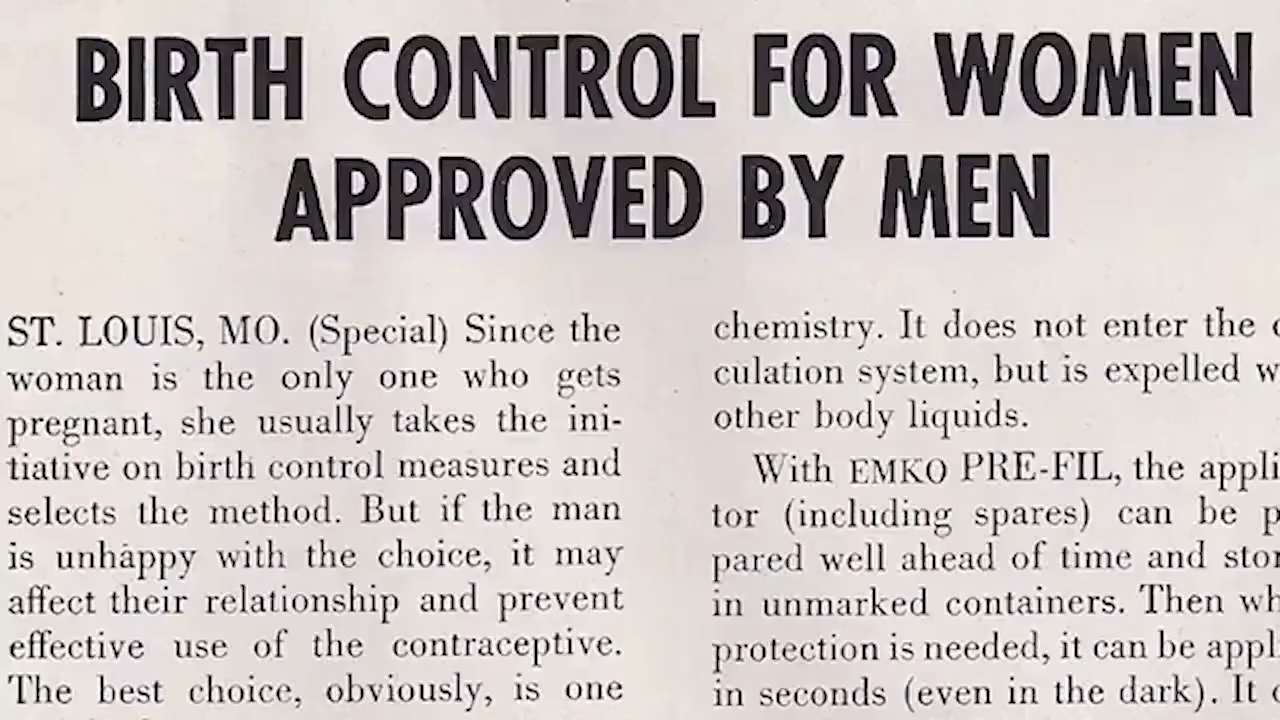 BIRTH CONTROL FOR WOMEN
APPROVED BY MEN
ST. LOUIS, MO. (Special) Since the
woman is the only one who gets
pregnant, she usually takes the ini-
tiative on birth control measures and
selects the method. But if the man
is unhappy with the choice, it may
affect their relationship and prevent
effective use of the contraceptive.
The best choice, obviously, is one
chemistry. It does not enter the
culation system, but is expelled
other body liquids.
With EMKO PRE-FIL, the appli
tor (including spares) can be
pared well ahead of time and stor
in unmarked containers. Then wh
protection is needed, it can be appl
in seconds (even in the dark). It